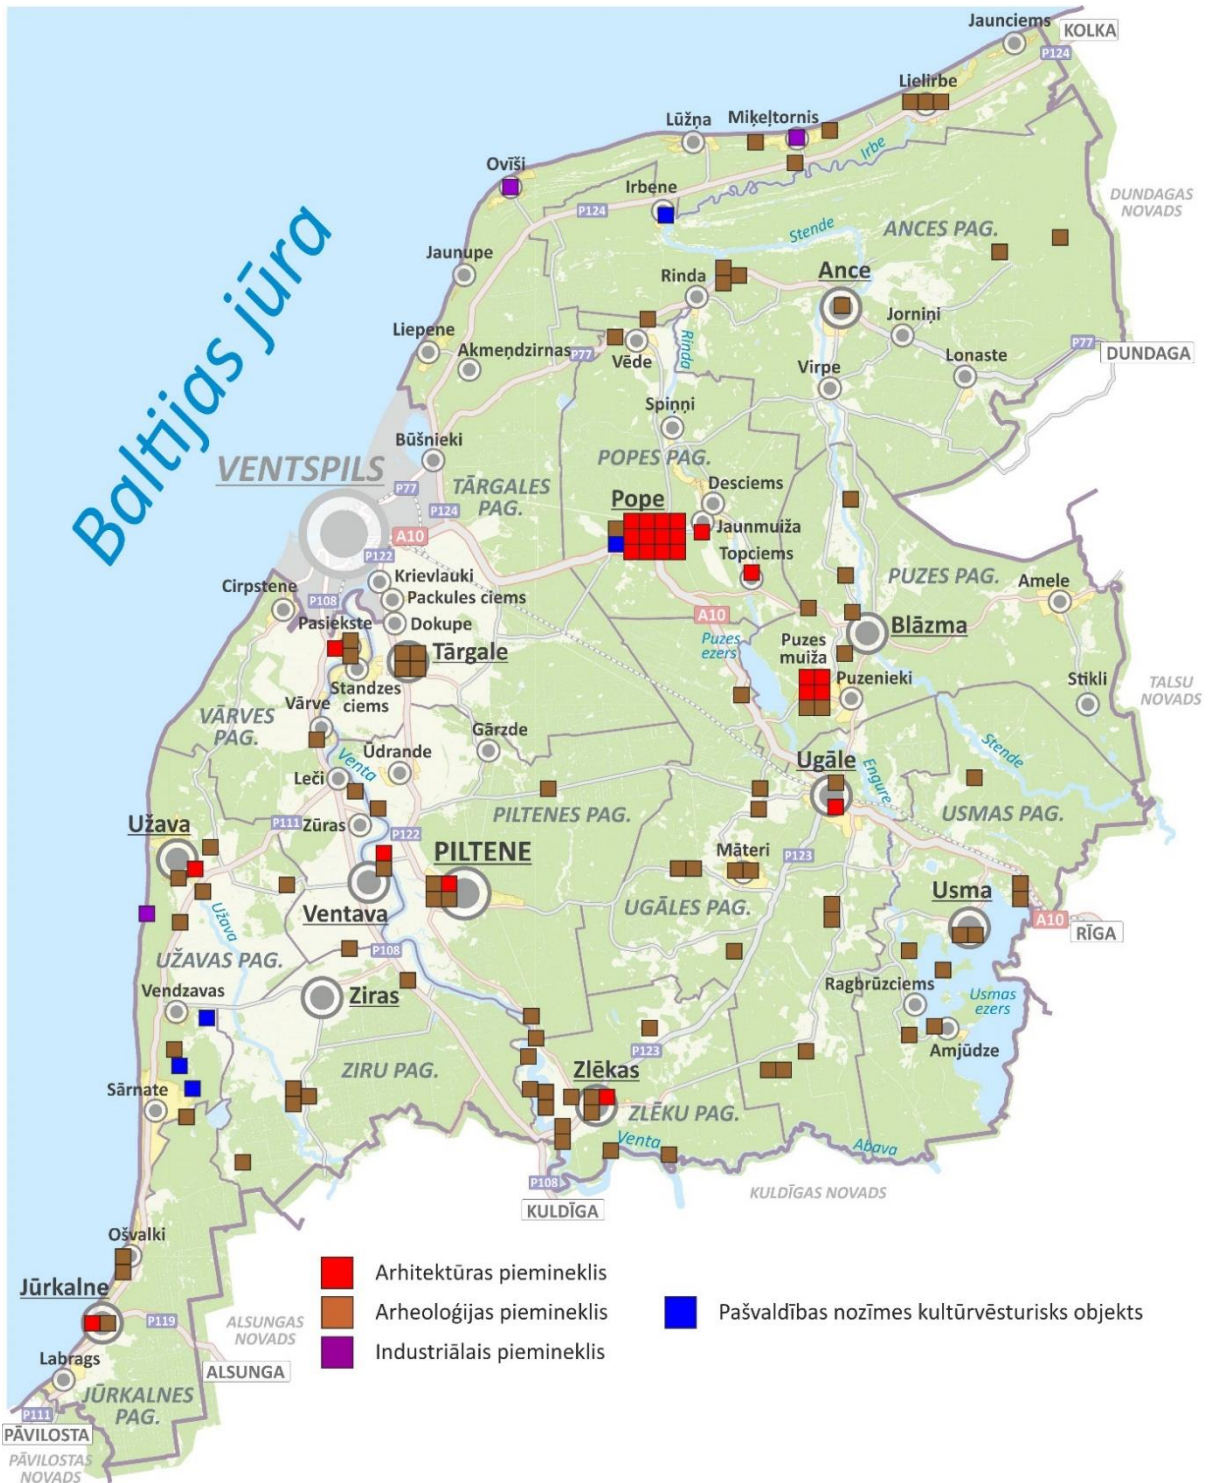 Jaunciems
KOLKA
P124
Lielirbe
Miķeļtornis
Lūžņa
Irbe
Ovīši
Irbene
P124
DUNDAGAS
NOVADS
Stende
ANCES PAG.
Baltijas jūra
Jaunupe
Rinda
Ance
Liepene
Akmeņdzirnas
P77
Vēde
Rinda
Jorniņi
P77
DUNDAGA
Virpe
Lonaste
Spiņņi
Būšnieki
POPES PAG.
VENTSPILS
P77
TĀRGALES
PAG.
P124
Desciems
Pope
Jaunmuiža
A10
P122
Topciems
Krievlauki
PUZES PAG.
Amele
Cirpstene
P108
Packules ciems
A10
Pasiekste
Dokupe
Puzes
ezers
Blāzma
Tārgale
Puzes
muiža
Standzes
ciems
Puzenieki
Stikli
TALSU
NOVADS
Vārve
VĀRVES
PAG.
Gārzde
Venta
Ūdrande
Stende
Leči
Ugāle
Engure
PILTENES PAG.
USMAS PAG.
Užava
P111
Zūras
P122
PILTENE
Māteri
P123
Usma
Ventava
UGĀLES PAG.
A10
RĪGA
Užava
P108
UŽAVAS PAG.
Vendzavas
Ziras
Ragbrūzciems
Usmas
ezers
Amjūdze
P123
ZIRU PAG.
Zlēkas
Sārnate
ZLĒKU PAG.
Venta
Abava
P108
KULDĪGA
KULDĪGAS NOVADS
Ošvalki
Jūrkalne
Arhitektūras piemineklis
Arheoloģijas piemineklis
Pašvaldības nozīmes kultūrvēsturisks objekts
Industriālais piemineklis
P119
ALSUNGAS
NOVADS
Labrags
ALSUNGA
JŪRKALNES
PAG.
P111
PĀVILOSTA
PĀVILOSTAS
NOVADS